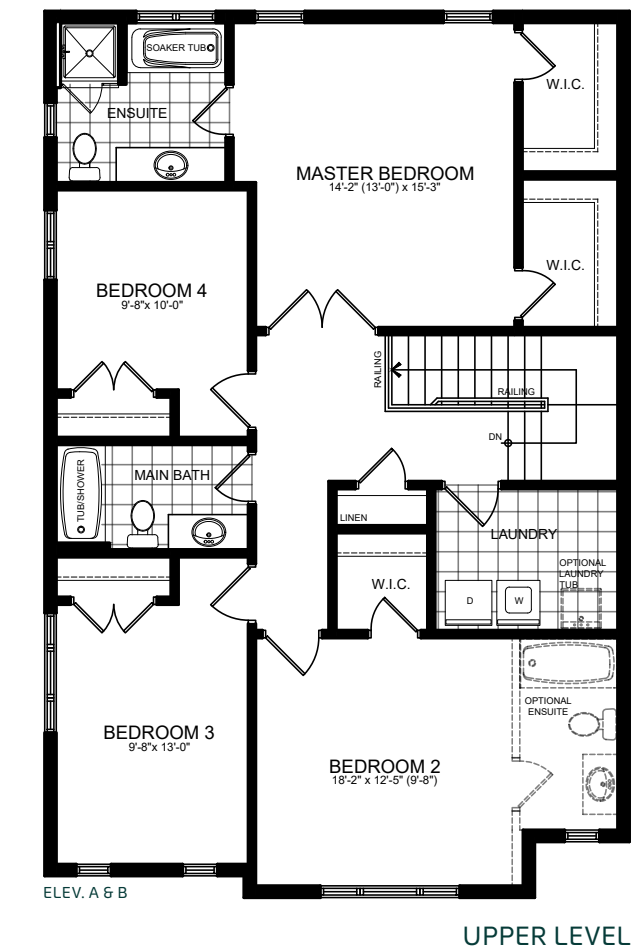 SOAKER TUB
W.I.C.
ENSUITE
MASTER BEDROOM
14'-2" (13'-0") x 15'-3"
W.I.C.
BEDROOM 4
9'-8"x 10'-0"
RAILING
RAILING
DN
MAIN BATH
TUB/SHOWER
LINEN
LAUNDRY
OPTIONAL
LAUNDRY
TUB
W.I.C.
D
W
OPTIONAL
ENSUITE
BEDROOM 3
9'-8"x 13'-0"
BEDROOM 2
18'-2" x 12'-5" (9'-8")
ELEV. A & B
UPPER LEVEL